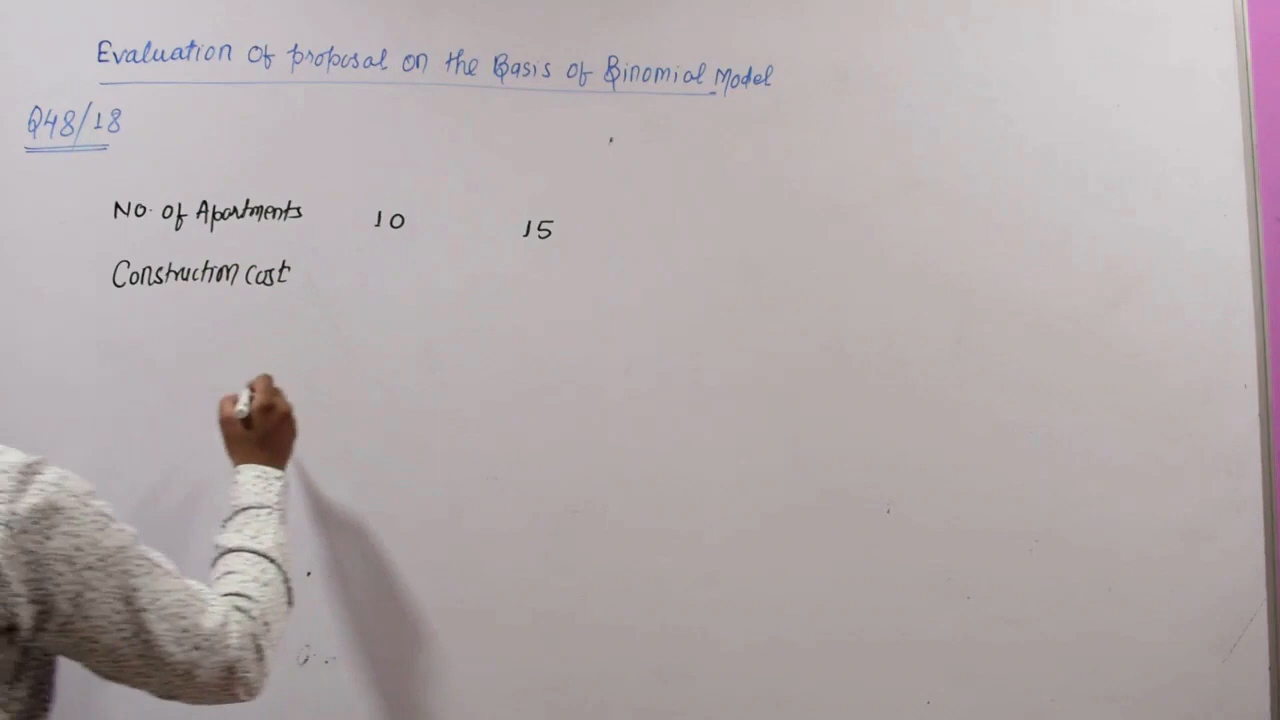 Evaluation of proposal on the Basis of Binomial Model
Q48/18
No. of Apartments 10 15
Construction cost